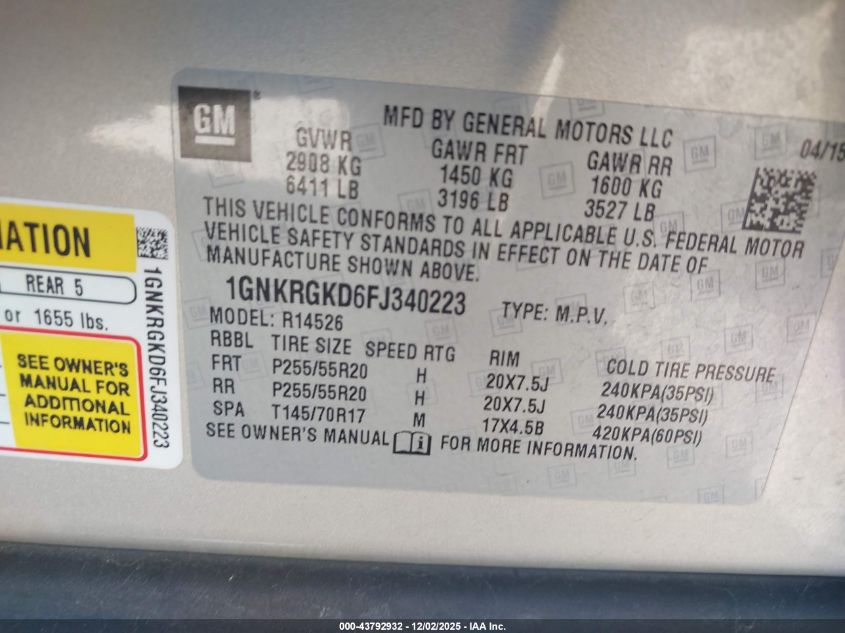 GM
®
MFD BY GENERAL MOTORS LLC
04/15
GVWR GAWR FRT GAWR RR
2908 KG 1450 KG 1600 KG
6411 LB 3196 LB 3527 LB
THIS VEHICLE CONFORMS TO ALL APPLICABLE U.S. FEDERAL MOTOR
VEHICLE SAFETY STANDARDS IN EFFECT ON THE DATE OF
MANUFACTURE SHOWN ABOVE.
1GNKRGKD6FJ340223 TYPE: M.P.V.
MODEL: R14526
RBBL TIRE SIZE SPEED RTG RIM COLD TIRE PRESSURE
FRT P255/55R20 H 20X7.5J 240KPA(35PSI)
RR P255/55R20 H 20X7.5J 240KPA(35PSI)
SPA T145/70R17 M 17X4.5B 420KPA(60PSI)
SEE OWNER'S MANUAL FOR MORE INFORMATION.
REAR 5
or 1655 lbs.
SEE OWNER'S
MANUAL FOR
ADDITIONAL
INFORMATION
1GNKRGKD6FJ340223
000-43792932 - 12/02/2025 - IAA Inc.